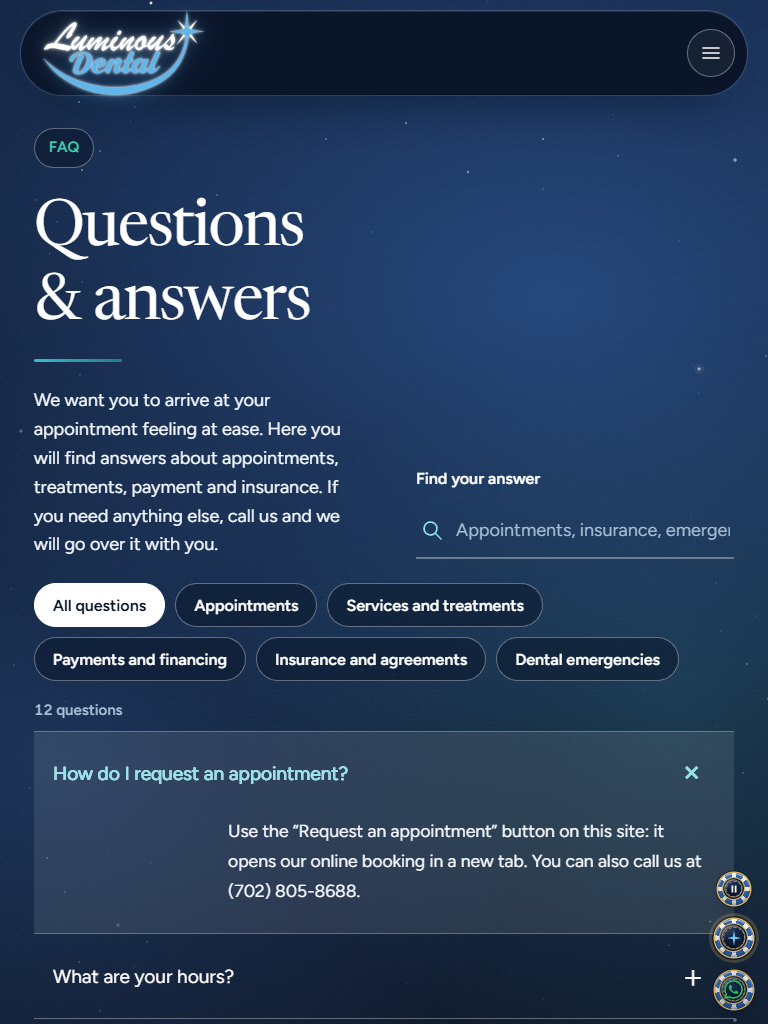 Luminous
Dental
FAQ
Questions
& answers
We want you to arrive at your
appointment feeling at ease. Here you
will find answers about appointments,
treatments, payment and insurance. If
you need anything else, call us and we
will go over it with you.
Find your answer
Appointments, insurance, emerge
All questions
Appointments
Services and treatments
Payments and financing
Insurance and agreements
Dental emergencies
12 questions
How do I request an appointment?
Use the “Request an appointment” button on this site: it
opens our online booking in a new tab. You can also call us at
(702) 805-8688.
What are your hours?